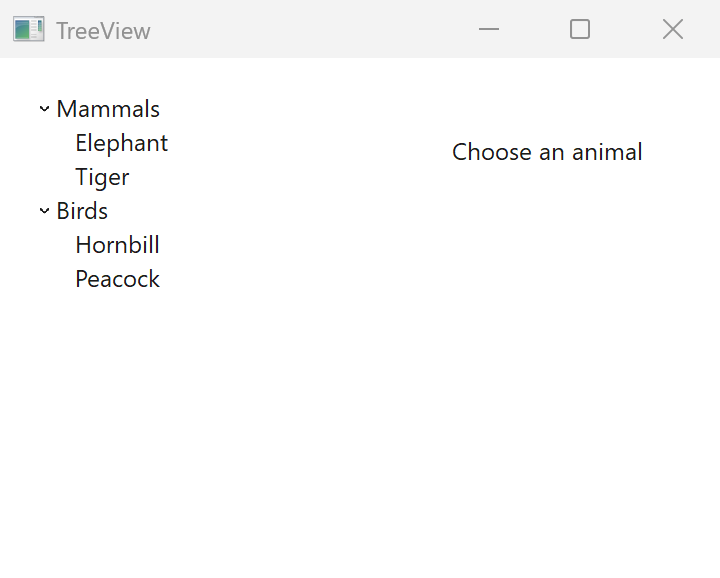 TreeView
Mammals
Elephant
Choose an animal
Tiger
Birds
Hornbill
Peacock